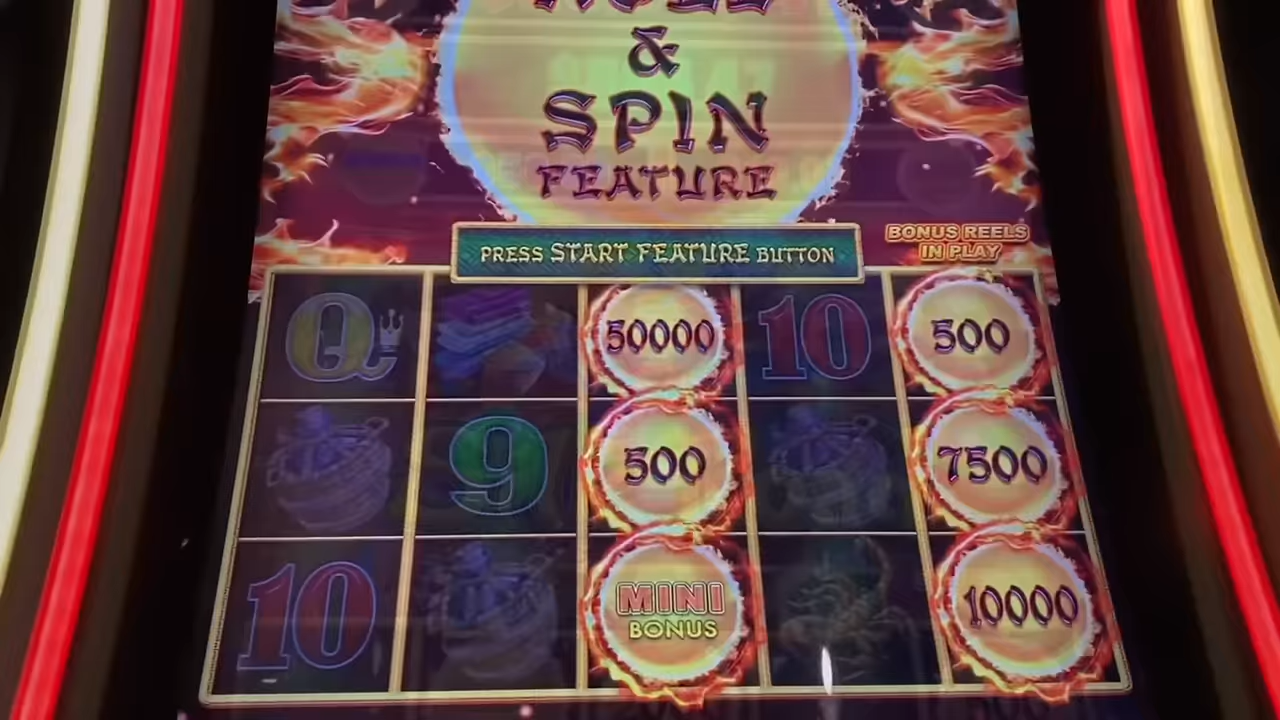 HOLD
&
SPIN
FEATURE
PRESS START FEATURE BUTTON
BONUS REELS
IN PLAY
Q 50000 10 500
9 500 7500
10 MINI
BONUS 10000